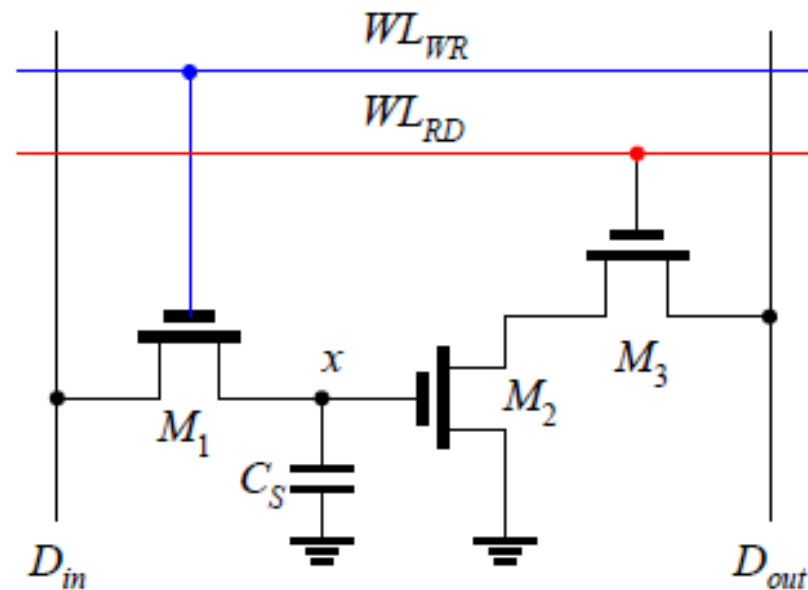 WL_WR
WL_RD
x
M_3
M_2
M_1
C_S
D_in
D_out